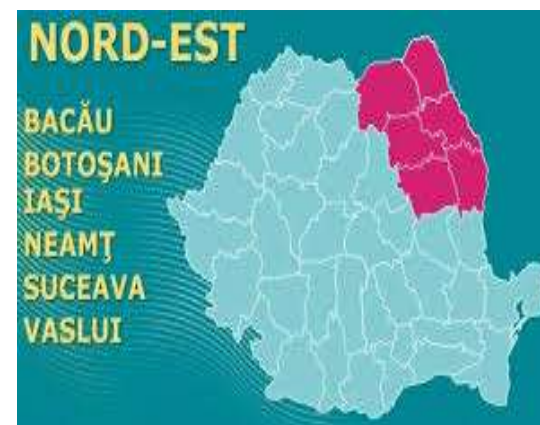 NORD-EST
BACĂU
BOTOŞANI
IAŞI
NEAMŢ
SUCEAVA
VASLUI